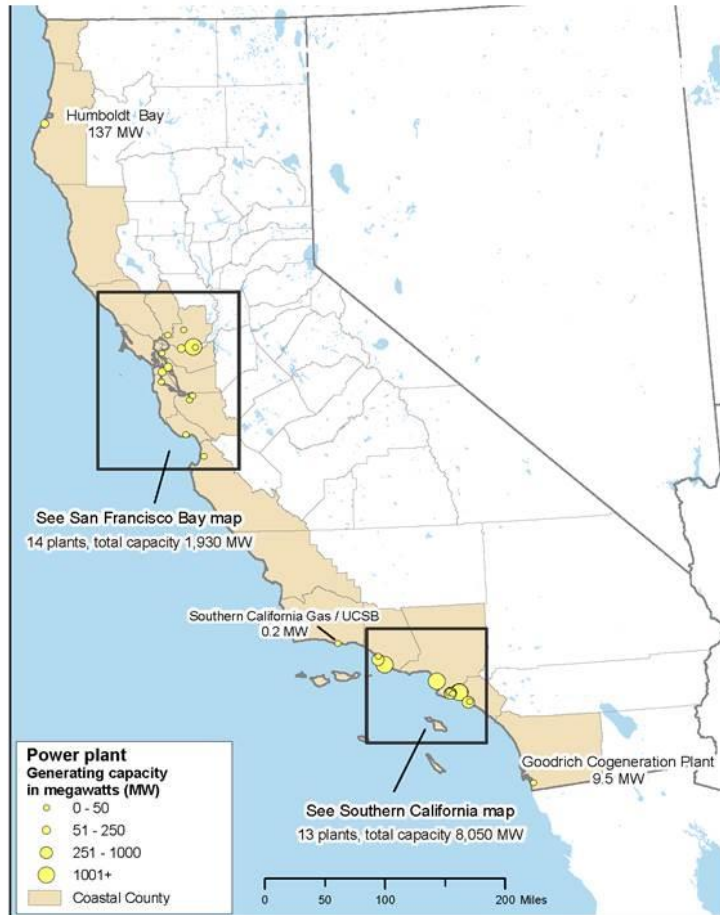 Humboldt Bay
137 MW
See San Francisco Bay map
14 plants, total capacity 1,930 MW
Southern California Gas / UCSB
0.2 MW
Goodrich Cogeneration Plant
9.5 MW
See Southern California map
13 plants, total capacity 8,050 MW
Power plant
Generating capacity
in megawatts (MW)
0 - 50
51 - 250
251 - 1000
1001+
Coastal County
0 50 100 200 Miles